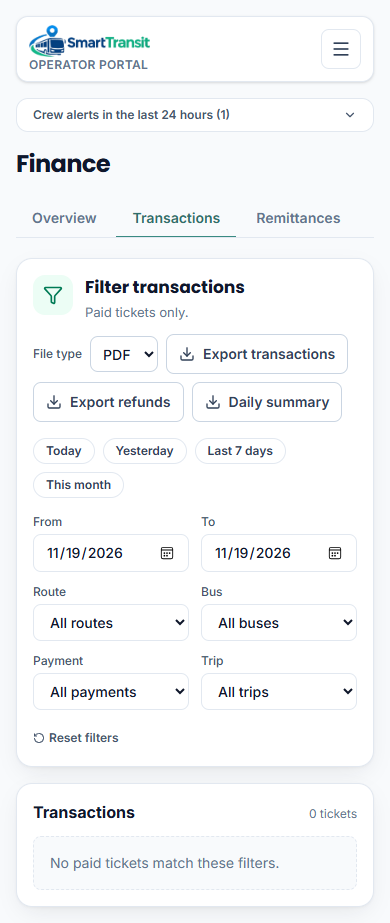 SmartTransit
OPERATOR PORTAL
Crew alerts in the last 24 hours (1)
Finance
Overview Transactions Remittances
Filter transactions
Paid tickets only.
File type PDF Export transactions
Export refunds Daily summary
Today Yesterday Last 7 days
This month
From To
11/19/2026 11/19/2026
Route Bus
All routes All buses
Payment Trip
All payments All trips
Reset filters
Transactions 0 tickets
No paid tickets match these filters.